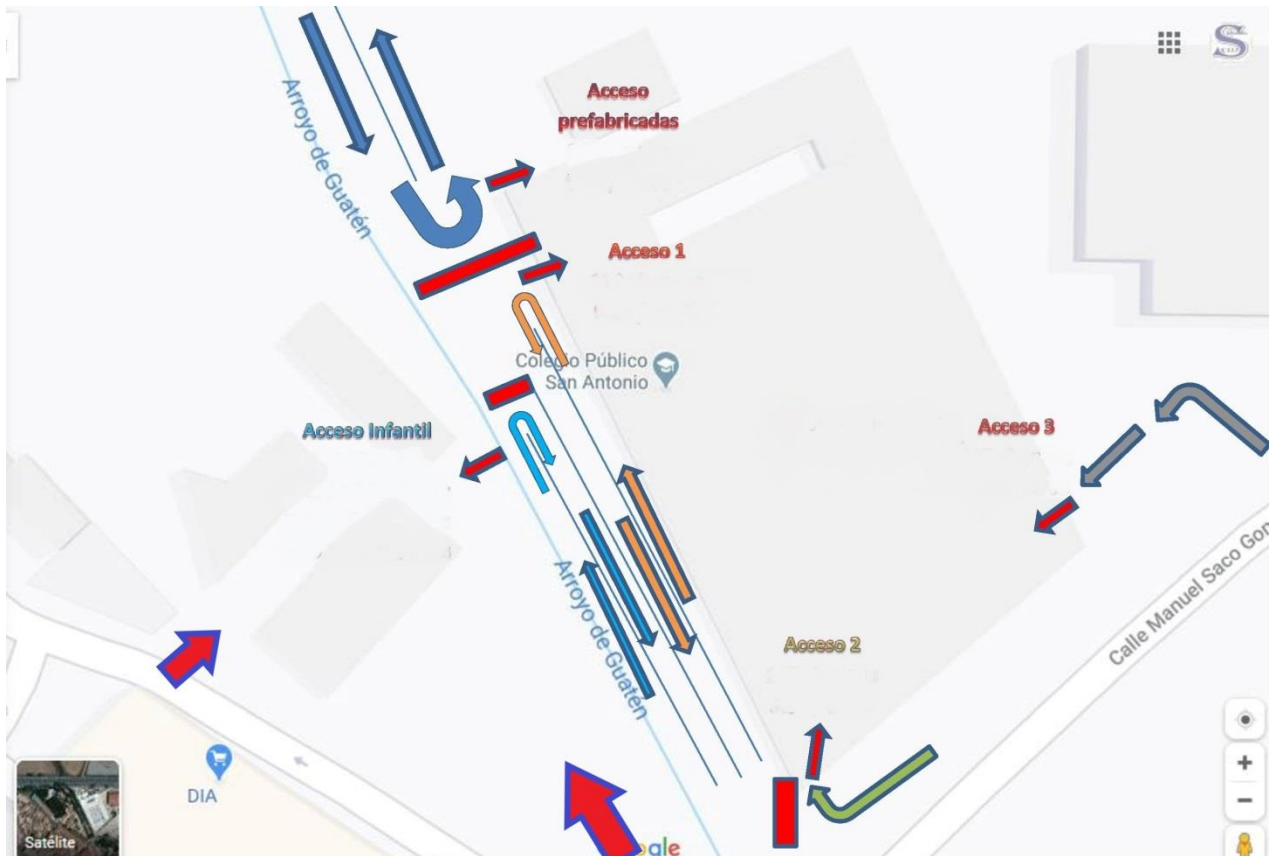 Acceso
prefabricadas
Arroyo de Guatén
Acceso 1
Colegio Público
San Antonio
Acceso Infantil
Acceso 3
Arroyo de Guatén
Calle Manuel Saco Gon
Acceso 2
DIA
Satélite
gle